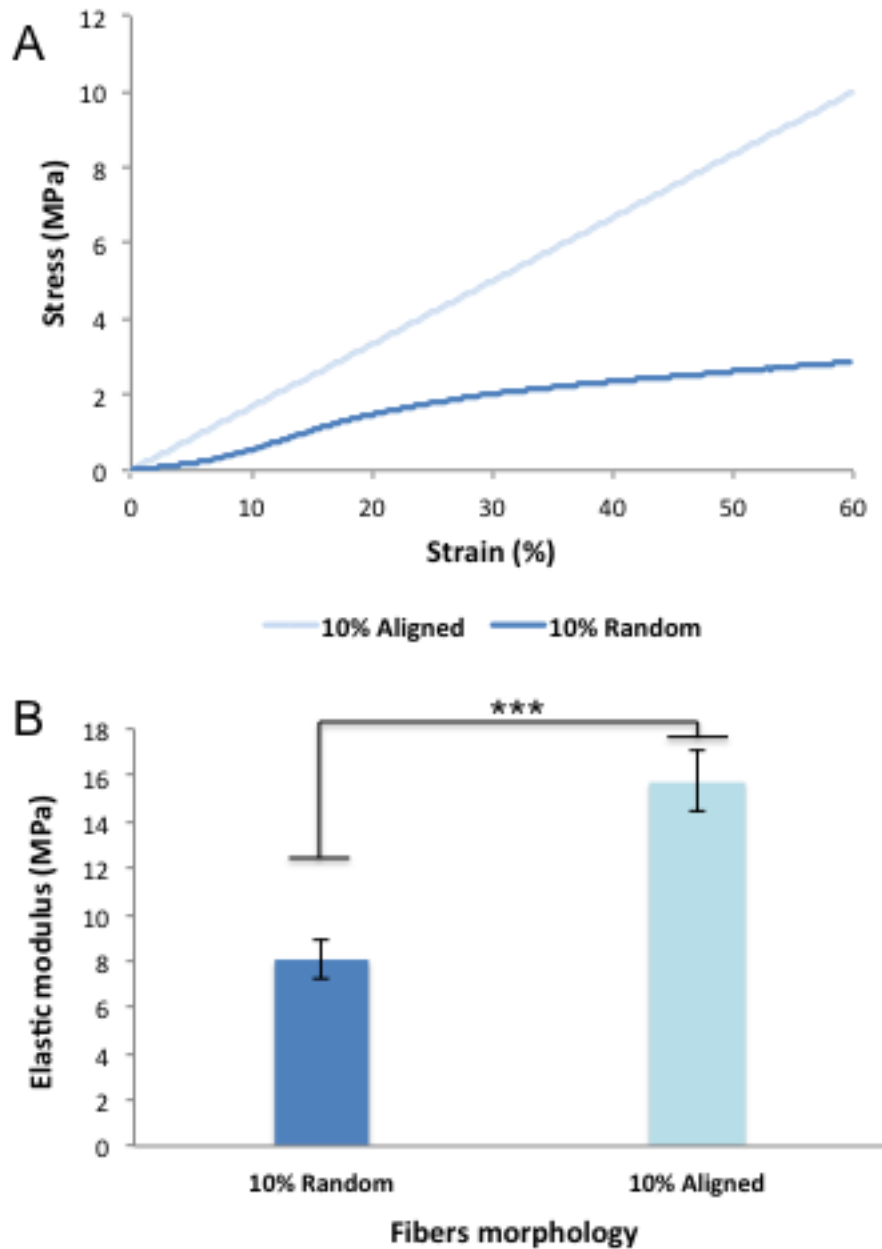 A
12
10
8
6
4
2
0
Stress (MPa)
0 10 20 30 40 50 60
Strain (%)
10% Aligned 10% Random
B
***
18
16
14
12
10
8
6
4
2
0
Elastic modulus (MPa)
10% Random 10% Aligned
Fibers morphology